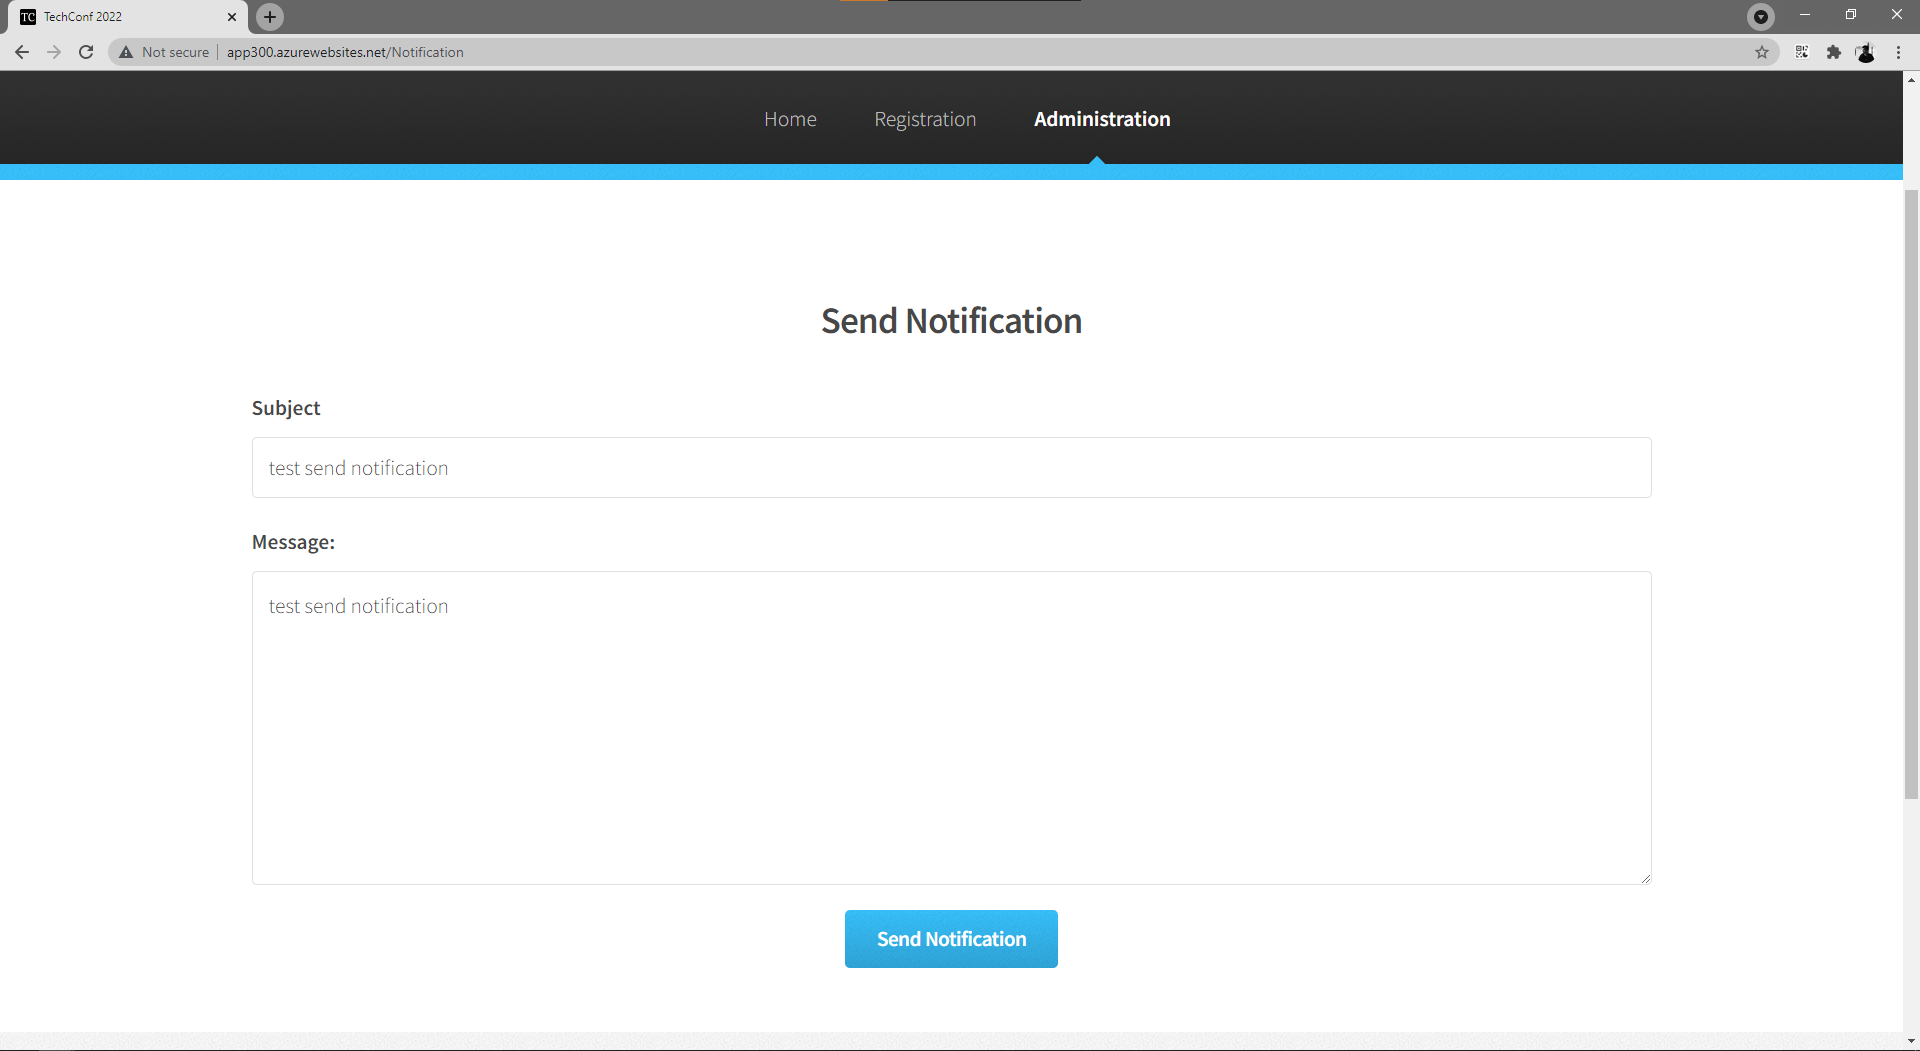 TC TechConf 2022
Not secure app300.azurewebsites.net/Notification
Home Registration Administration
Send Notification
Subject
test send notification
Message:
test send notification
Send Notification